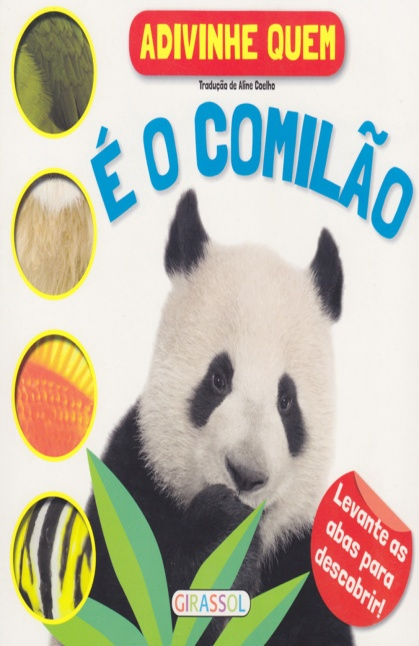 ADIVINHE QUEM
Tradução de Aline Coelho
É O COMILÃO
Levante as
abas para
descobrir!
GIRASSOL